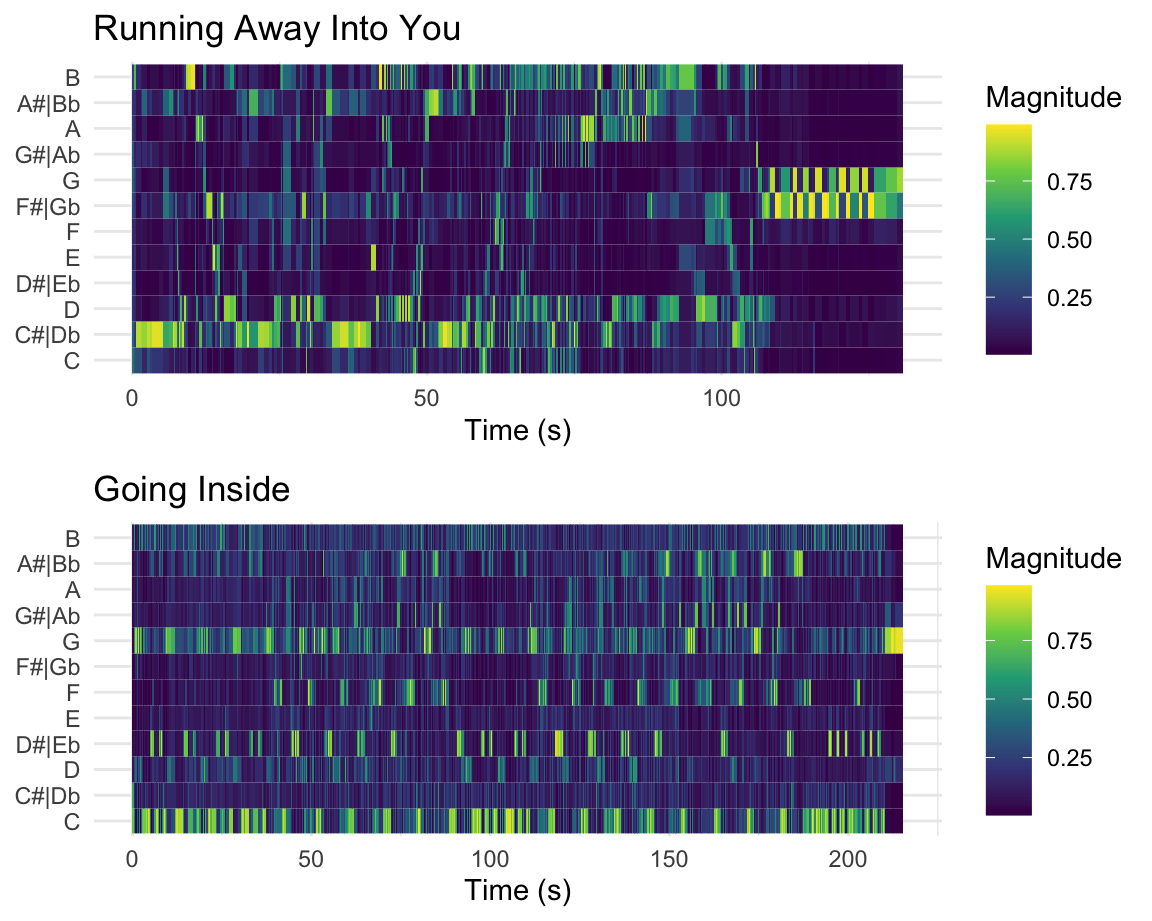 Running Away Into You
B
A#|Bb
A
G#|Ab
G
F#|Gb
F
E
D#|Eb
D
C#|Db
C
0 50 100
Time (s)
Magnitude
0.75
0.50
0.25
Going Inside
B
A#|Bb
A
G#|Ab
G
F#|Gb
F
E
D#|Eb
D
C#|Db
C
0 50 100 150 200
Time (s)
Magnitude
0.75
0.50
0.25